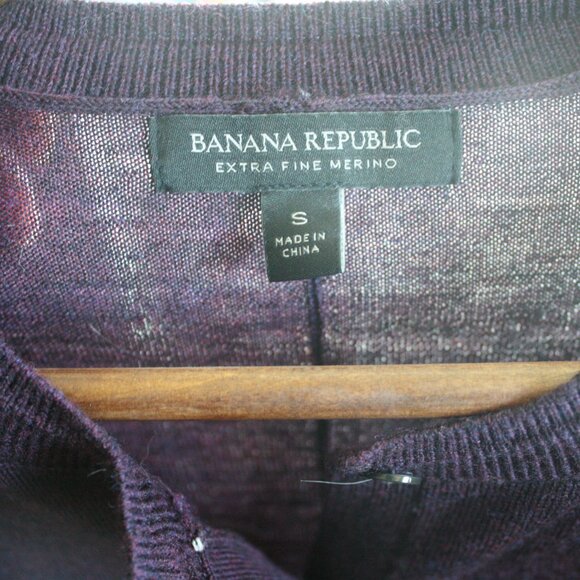 BANANA REPUBLIC
EXTRA FINE MERINO
S
MADE IN
CHINA